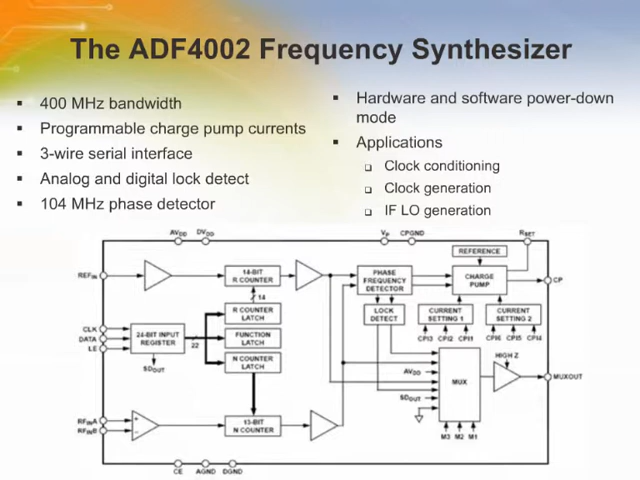 The ADF4002 Frequency Synthesizer
▪ 400 MHz bandwidth
▪ Programmable charge pump currents
▪ 3-wire serial interface
▪ Analog and digital lock detect
▪ 104 MHz phase detector
▪ Hardware and software power-down
mode
▪ Applications
❑ Clock conditioning
❑ Clock generation
❑ IF LO generation
AVDD DVDD VP CPGND RSET
REFERENCE
REFIN
14-BIT
R COUNTER
PHASE
FREQUENCY
DETECTOR
CHARGE
PUMP
CP
14
R COUNTER
LATCH
LOCK
DETECT
CURRENT
SETTING 1
CURRENT
SETTING 2
CLK
DATA
LE
24-BIT INPUT
REGISTER
22
FUNCTION
LATCH
CPI3 CPI2 CPI1 CPI6 CPI5 CPI4
N COUNTER
LATCH
SDOUT
HIGH Z
AVDD
MUX
MUXOUT
SDOUT
RFINA
RFINB
+
−
13-BIT
N COUNTER
M3 M2 M1
CE AGND DGND